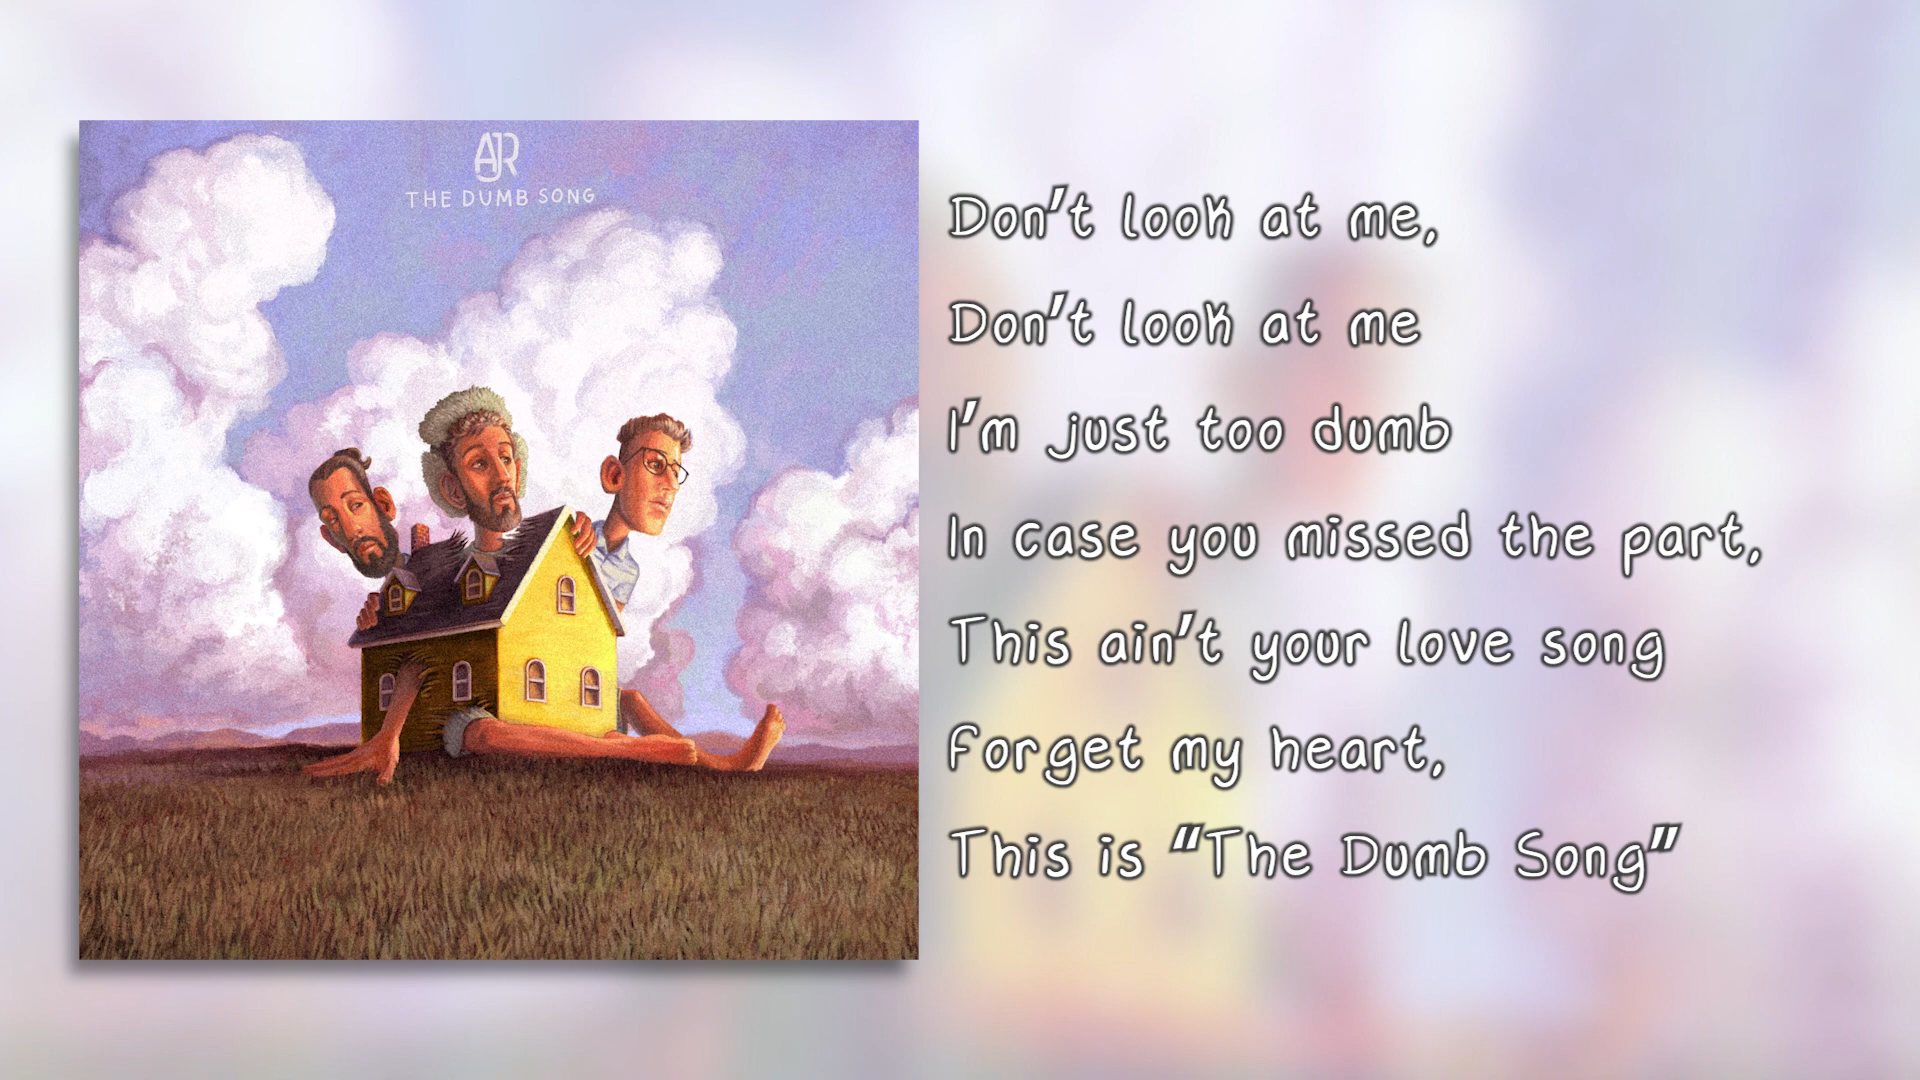 AJR
THE DUMB SONG
Don't look at me,
Don't look at me
I'm just too dumb
In case you missed the part,
This ain't your love song
Forget my heart,
This is “The Dumb Song”